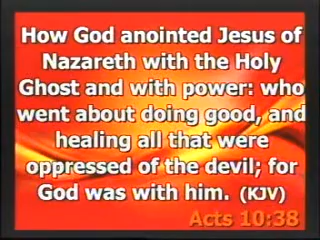 How God anointed Jesus of
Nazareth with the Holy
Ghost and with power: who
went about doing good, and
healing all that were
oppressed of the devil; for
God was with him. (KJV)
Acts 10:38